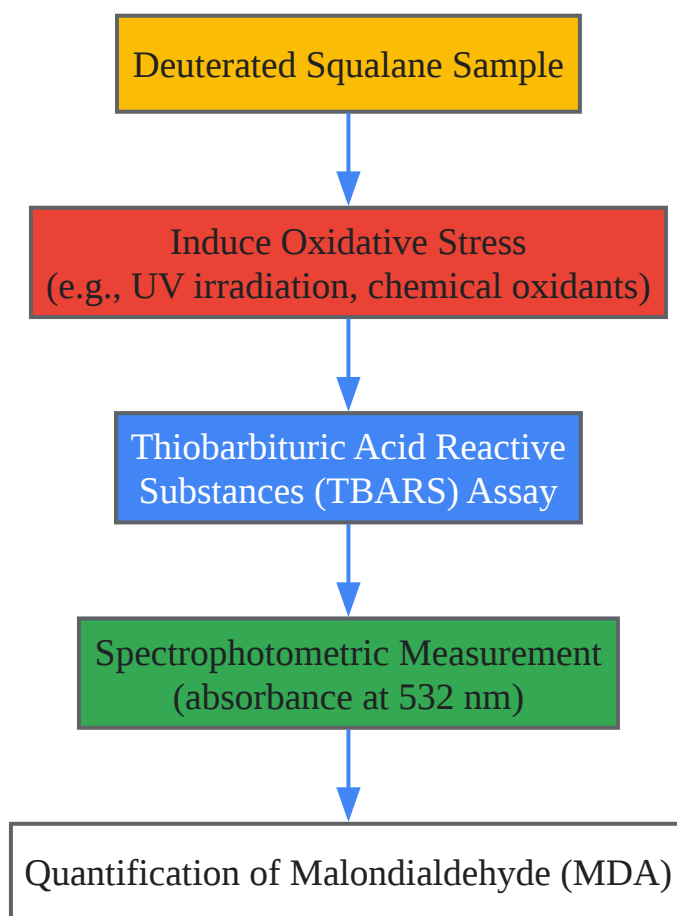 Deuterated Squalane Sample
Induce Oxidative Stress
(e.g., UV irradiation, chemical oxidants)
Thiobarbituric Acid Reactive
Substances (TBARS) Assay
Spectrophotometric Measurement
(absorbance at 532 nm)
Quantification of Malondialdehyde (MDA)